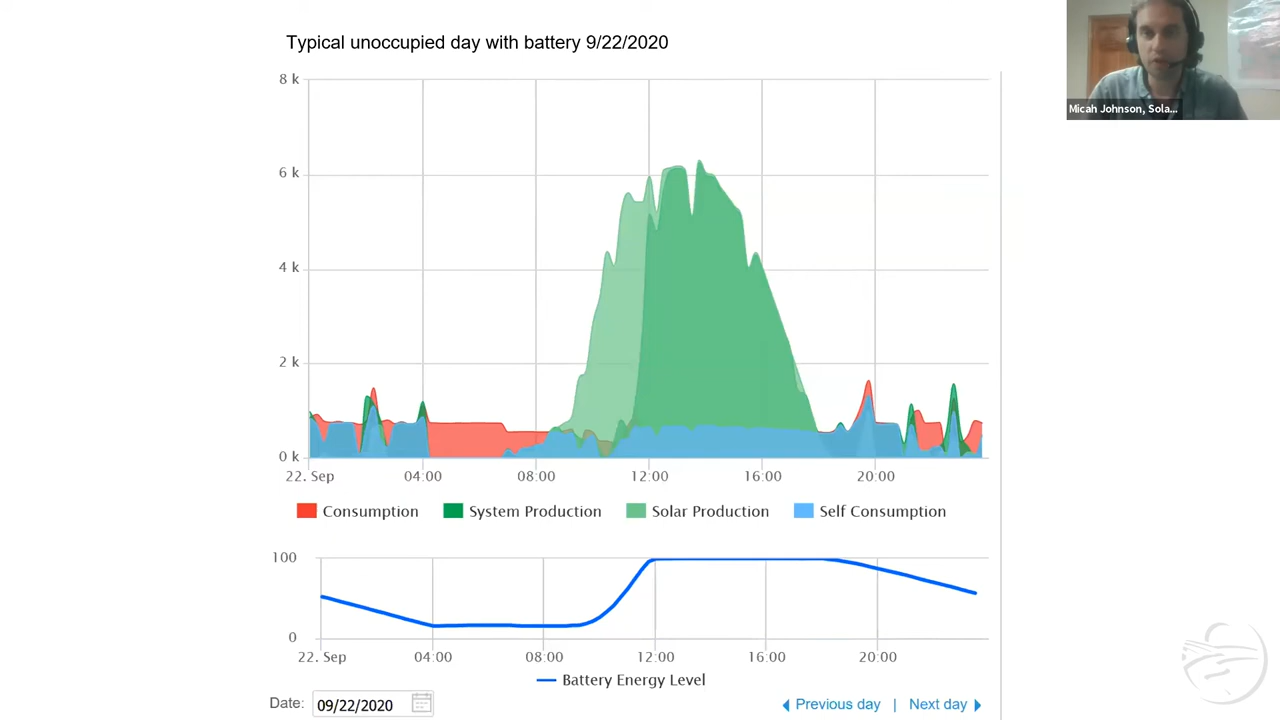 Typical unoccupied day with battery 9/22/2020
Micah Johnson, Sola...
8 k
6 k
4 k
2 k
0 k
22. Sep 04:00 08:00 12:00 16:00 20:00
Consumption System Production Solar Production Self Consumption
100
0
22. Sep 04:00 08:00 12:00 16:00 20:00
Battery Energy Level
Date: 09/22/2020 Previous day | Next day